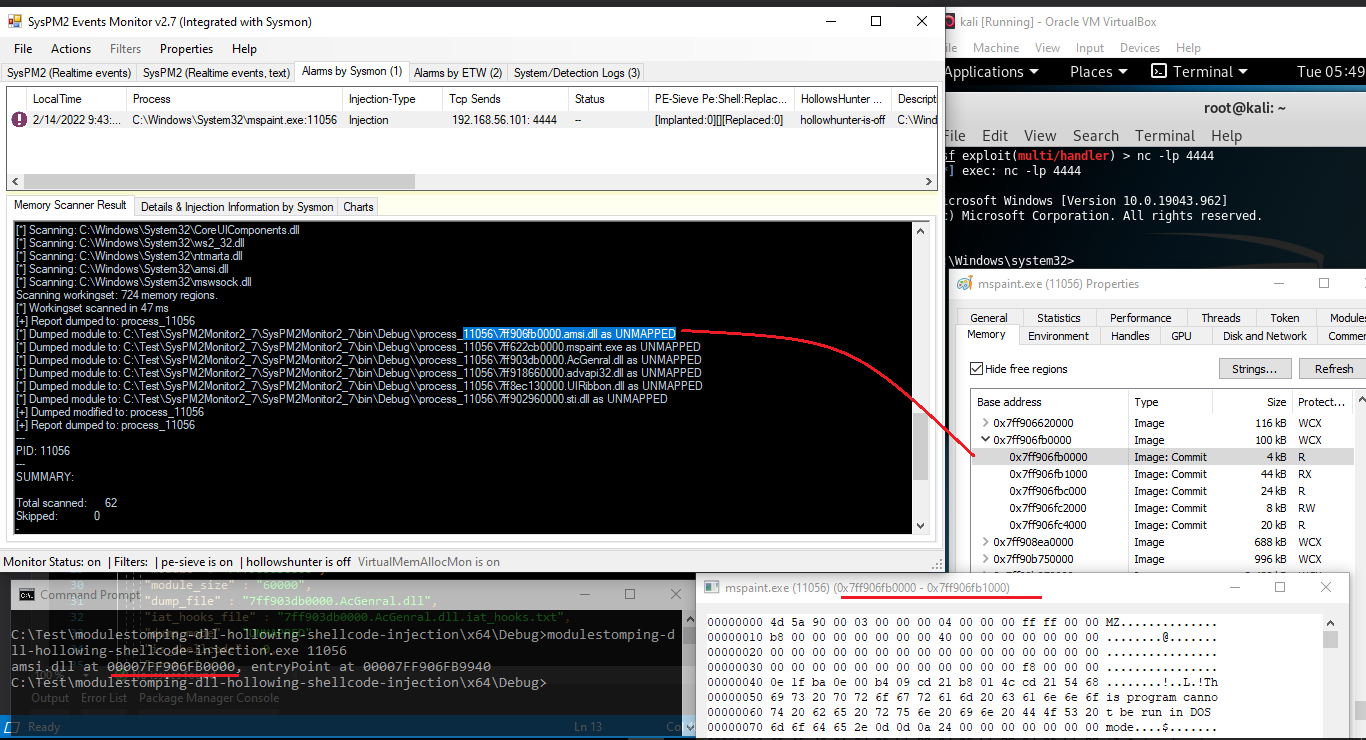 SysPM2 Events Monitor v2.7 (Integrated with Sysmon)
File Actions Filters Properties Help
SysPM2 (Realtime events) SysPM2 (Realtime events, text) Alarms by Sysmon (1) Alarms by ETW (2) System/Detection Logs (3)
LocalTime Process Injection-Type Tcp Sends Status PE-Sieve Pe:Shell:Replac... HollowsHunter ... Descript
2/14/2022 9:43:... C:\Windows\System32\mspaint.exe:11056 Injection 192.168.56.101: 4444 -- [Implanted:0][][Replaced:0] hollowhunter-is-off C:\Wind
Memory Scanner Result Details & Injection Information by Sysmon Charts
[*] Scanning: C:\Windows\System32\CoreUIComponents.dll
[*] Scanning: C:\Windows\System32\ws2_32.dll
[*] Scanning: C:\Windows\System32\ntmarta.dll
[*] Scanning: C:\Windows\System32\amsi.dll
[*] Scanning: C:\Windows\System32\mswsock.dll
Scanning workingset: 724 memory regions.
[*] Workingset scanned in 47 ms
[+] Report dumped to: process_11056
[*] Dumped module to: C:\Test\SysPM2Monitor2_7\SysPM2Monitor2_7\bin\Debug\\process_11056\7ff906fb0000.amsi.dll as UNMAPPED
[*] Dumped module to: C:\Test\SysPM2Monitor2_7\SysPM2Monitor2_7\bin\Debug\\process_11056\7ff622cb0000.mspaint.exe as UNMAPPED
[*] Dumped module to: C:\Test\SysPM2Monitor2_7\SysPM2Monitor2_7\bin\Debug\\process_11056\7ff903db0000.AcGenral.dll as UNMAPPED
[*] Dumped module to: C:\Test\SysPM2Monitor2_7\SysPM2Monitor2_7\bin\Debug\\process_11056\7ff918660000.advapi32.dll as UNMAPPED
[*] Dumped module to: C:\Test\SysPM2Monitor2_7\SysPM2Monitor2_7\bin\Debug\\process_11056\7ff8ec130000.UIRibbon.dll as UNMAPPED
[*] Dumped module to: C:\Test\SysPM2Monitor2_7\SysPM2Monitor2_7\bin\Debug\\process_11056\7ff902960000.sti.dll as UNMAPPED
[+] Dumped modified to: process_11056
[+] Report dumped to: process_11056
---
PID: 11056
---
SUMMARY:
Total scanned: 62
Skipped: 0
-
Monitor Status: on | Filters: | pe-sieve is on | hollowshunter is off VirtualMemAllocMon is on
kali [Running] - Oracle VM VirtualBox
ile Machine View Input Devices Help
Applications Places Terminal Tue 05:49
root@kali: ~
File Edit View Search Terminal Help
sf exploit(multi/handler) > nc -lp 4444
*] exec: nc -lp 4444
icrosoft Windows [Version 10.0.19043.962]
c) Microsoft Corporation. All rights reserved.
:\Windows\system32>
mspaint.exe (11056) Properties
General Statistics Performance Threads Token Modules
Memory Environment Handles GPU Disk and Network Comme
Hide free regions Strings... Refresh
Base address Type Size Protect...
0x7ff906620000 Image 116 kB WCX
0x7ff906fb0000 Image 100 kB WCX
0x7ff906fb0000 Image: Commit 4 kB R
0x7ff906fb1000 Image: Commit 44 kB RX
0x7ff906fbc000 Image: Commit 24 kB R
0x7ff906fc2000 Image: Commit 8 kB RW
0x7ff906fc4000 Image: Commit 20 kB R
0x7ff908ea0000 Image 688 kB WCX
0x7ff90b750000 Image 996 kB WCX
30 "module_size" : "60000",
31 "dump_file" : "7ff903db0000.AcGenral.dll",
32 "iat_hooks_file" : "7ff903db0000.AcGenral.dll.iat_hooks.txt",
Command Prompt
C:\Test\modulestomping-dll-hollowing-shellcode-injection\x64\Debug>modulestomping-d
ll-hollowing-shellcode-injection.exe 11056
amsi.dll at 00007FF906FB0000, entryPoint at 00007FF906FB9940
C:\Test\modulestomping-dll-hollowing-shellcode-injection\x64\Debug>
Output Error List Package Manager Console
Ready Ln 13 Co
mspaint.exe (11056) (0x7ff906fb0000 - 0x7ff906fb1000)
00000000 4d 5a 90 00 03 00 00 00 04 00 00 00 ff ff 00 00 MZ..............
00000010 b8 00 00 00 00 00 00 00 40 00 00 00 00 00 00 00 ........@.......
00000020 00 00 00 00 00 00 00 00 00 00 00 00 00 00 00 00 ................
00000030 00 00 00 00 00 00 00 00 00 00 00 00 f8 00 00 00 ................
00000040 0e 1f ba 0e 00 b4 09 cd 21 b8 01 4c cd 21 54 68 ........!..L.!Th
00000050 69 73 20 70 72 6f 67 72 61 6d 20 63 61 6e 6e 6f is program canno
00000060 74 20 62 65 20 72 75 6e 20 69 6e 20 44 4f 53 20 t be run in DOS
00000070 6d 6f 64 65 2e 0d 0d 0a 24 00 00 00 00 00 00 00 mode....$.......